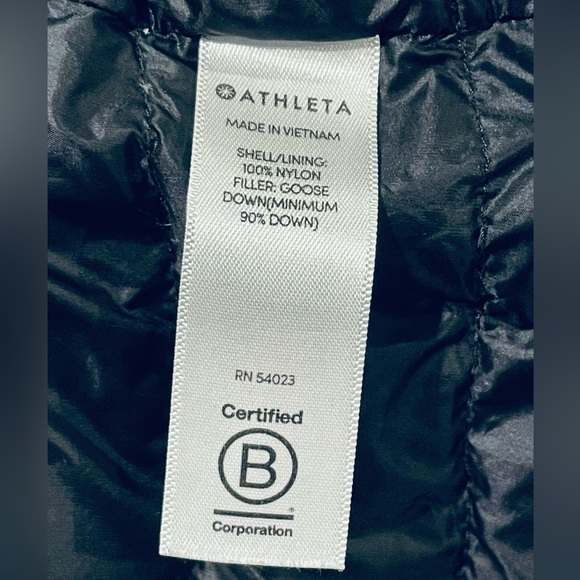 ATHLETA
MADE IN VIETNAM
SHELL/LINING:
100% NYLON
FILLER: GOOSE
DOWN(MINIMUM
90% DOWN)
RN 54023
Certified
B
Corporation